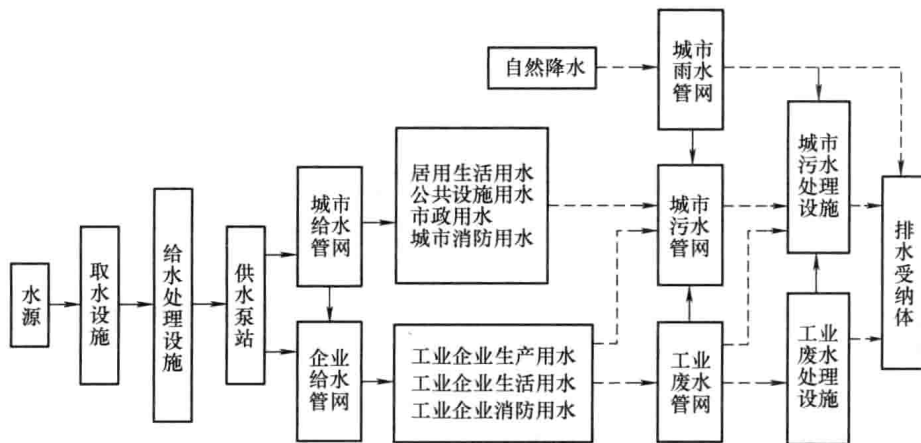 自然降水
城市
雨水
管网
居用生活用水
公共设施用水
市政用水
城市消防用水
城市
给水
管网
城市
污水
管网
城市
污水
处理
设施
水源
取水设施
给水处理设施
供水泵站
排水受纳体
企业
给水
管网
工业企业生产用水
工业企业生活用水
工业企业消防用水
工业
废水
管网
工业
废水
处理
设施